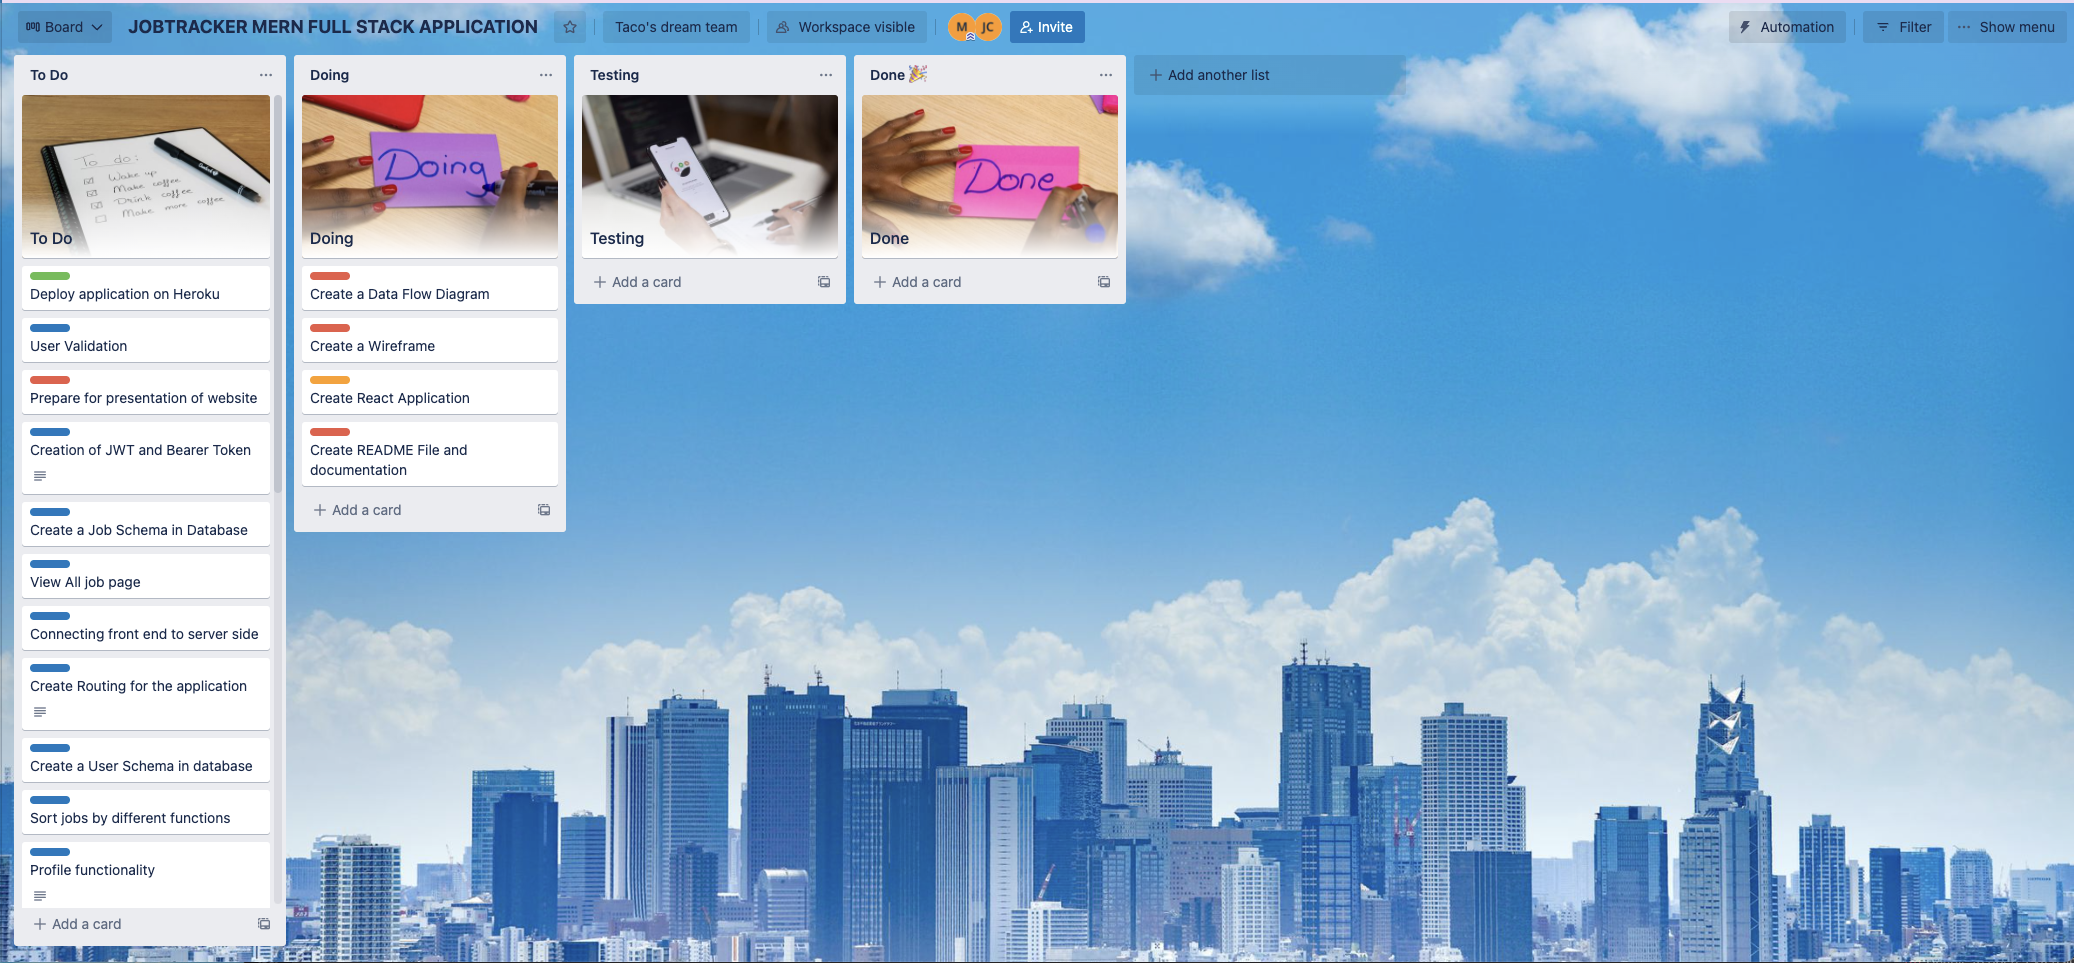 Board
JOBTRACKER MERN FULL STACK APPLICATION
Taco's dream team
Workspace visible
M
JC
Invite
Automation
Filter
Show menu
To Do
To do:
Wake up
Make coffee
Drink coffee
Make more coffee
To Do
Deploy application on Heroku
User Validation
Prepare for presentation of website
Creation of JWT and Bearer Token
Create a Job Schema in Database
View All job page
Connecting front end to server side
Create Routing for the application
Create a User Schema in database
Sort jobs by different functions
Profile functionality
Add a card
Doing
Doing
Doing
Create a Data Flow Diagram
Create a Wireframe
Create React Application
Create README File and
documentation
Add a card
Testing
Testing
Add a card
Done 🎉
Done
Done
Add a card
Add another list